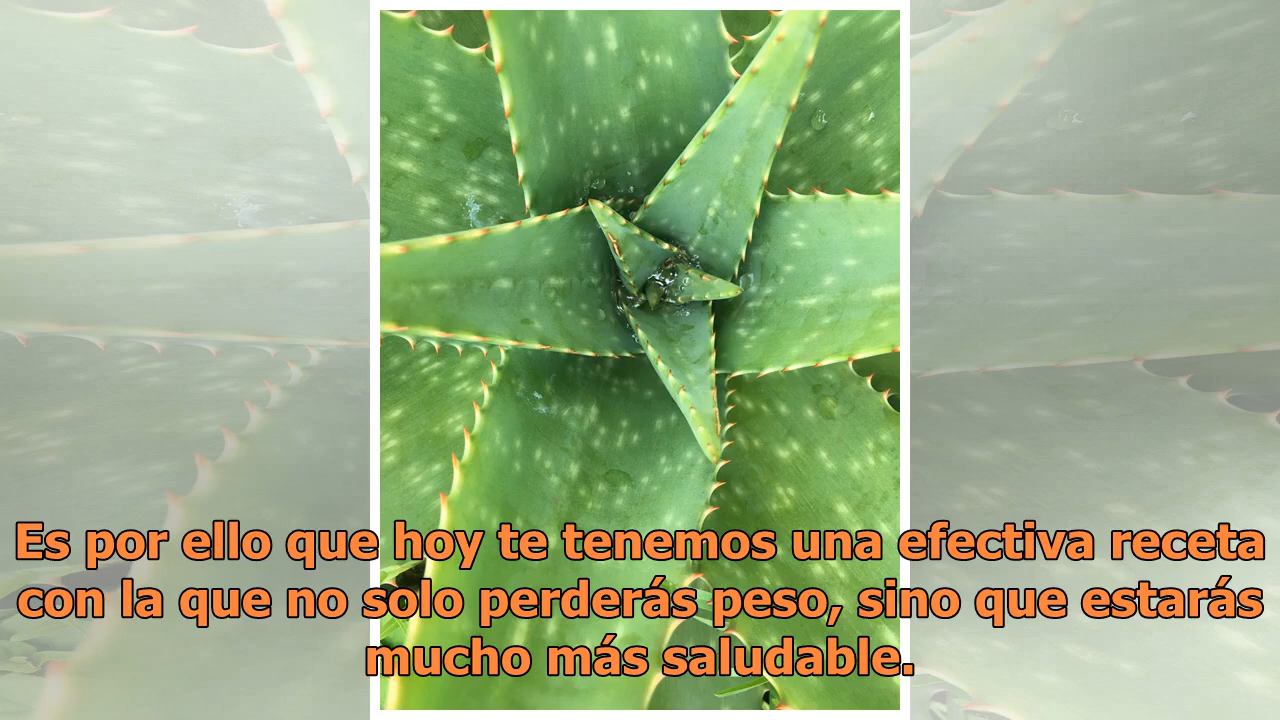 Es por ello que hoy te tenemos una efectiva receta
con la que no solo perderás peso, sino que estarás
mucho más saludable.